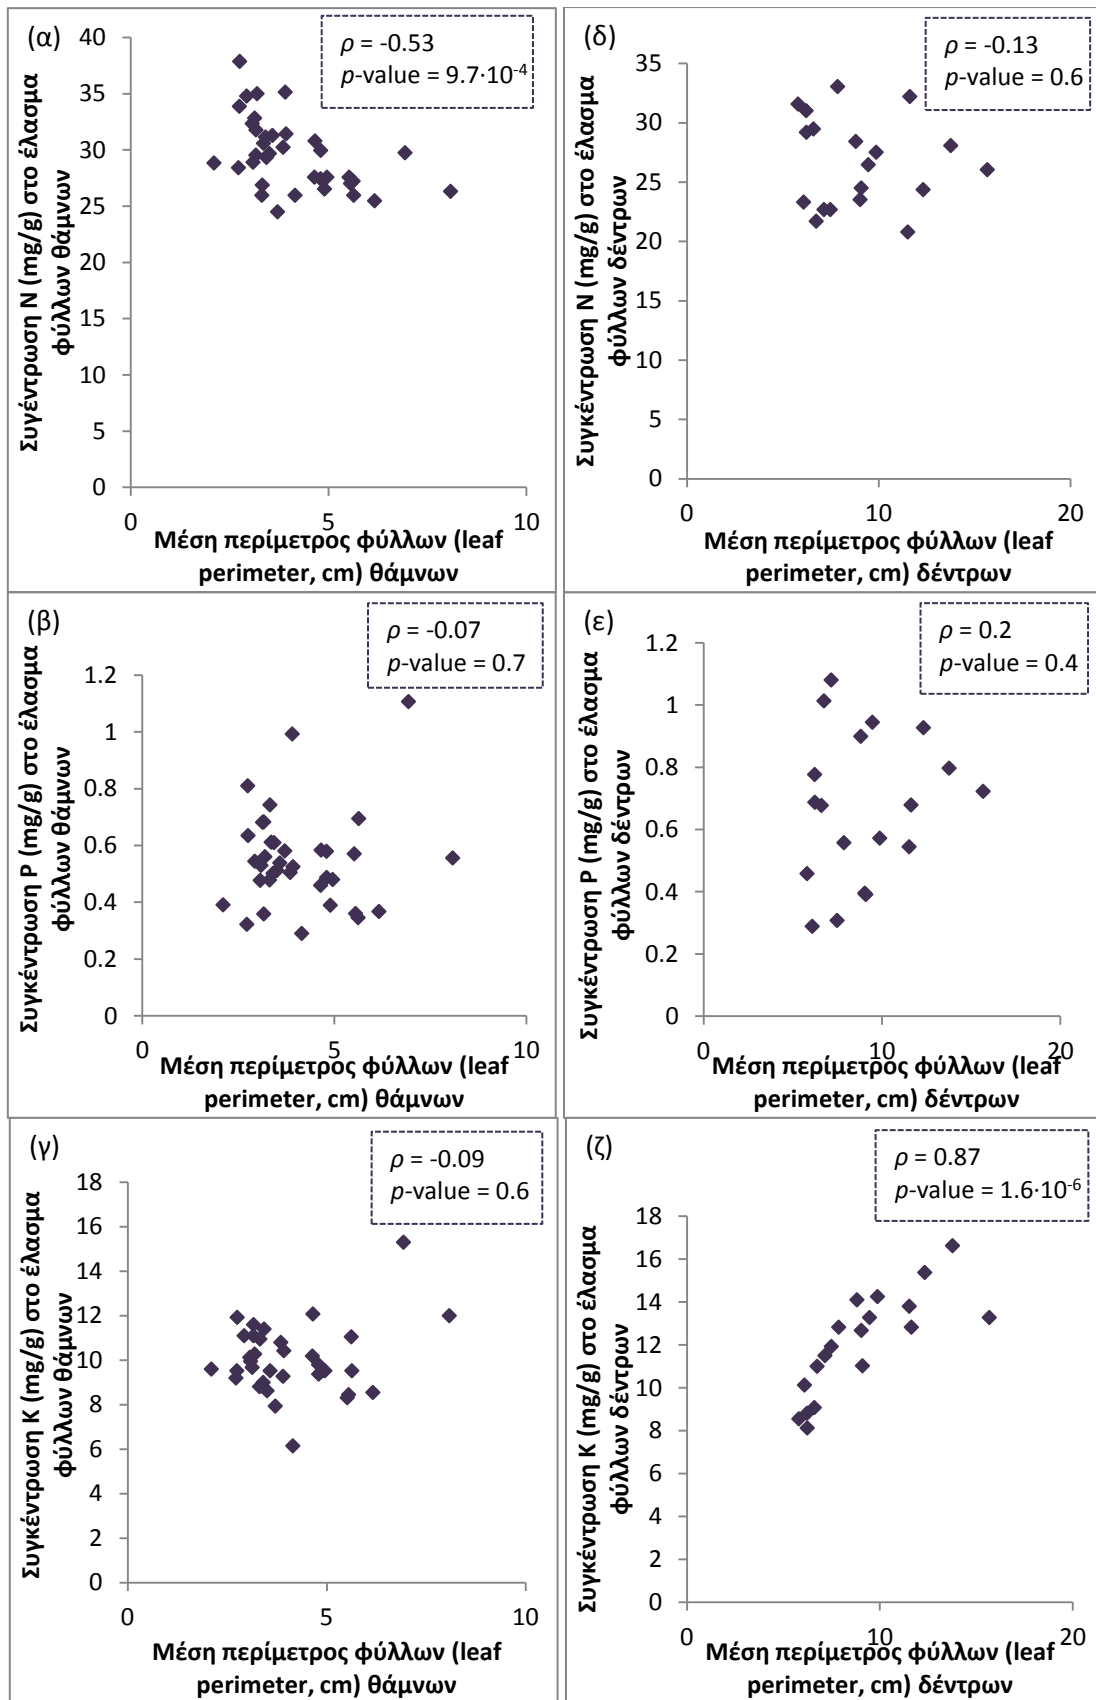 (α)
ρ = -0.53
p-value = 9.7·10⁻⁴
Συγέντρωση N (mg/g) στο έλασμα
φύλλων θάμνων
40
35
30
25
20
15
10
5
0
0
5
10
Μέση περίμετρος φύλλων (leaf
perimeter, cm) θάμνων
(δ)
ρ = -0.13
p-value = 0.6
Συγκέντρωση N (mg/g) στο έλασμα
φύλλων δέντρων
35
30
25
20
15
10
5
0
0
10
20
Μέση περίμετρος φύλλων (leaf
perimeter, cm) δέντρων
(β)
ρ = -0.07
p-value = 0.7
Συγκέντρωση P (mg/g) στο έλασμα
φύλλων θάμνων
1.2
1
0.8
0.6
0.4
0.2
0
0
5
10
Μέση περίμετρος φύλλων (leaf
perimeter, cm) θάμνων
(ε)
ρ = 0.2
p-value = 0.4
Συγκέντρωση P (mg/g) στο έλασμα
φύλλων δέντρων
1.2
1
0.8
0.6
0.4
0.2
0
0
10
20
Μέση περίμετρος φύλλων (leaf
perimeter, cm) δέντρων
(γ)
ρ = -0.09
p-value = 0.6
Συγκέντρωση K (mg/g) στο έλασμα
φύλλων θάμνων
18
16
14
12
10
8
6
4
2
0
0
5
10
Μέση περίμετρος φύλλων (leaf
perimeter, cm) θάμνων
(ζ)
ρ = 0.87
p-value = 1.6·10⁻⁶
Συγκέντρωση K (mg/g) στο έλασμα
φύλλων δέντρων
18
16
14
12
10
8
6
4
2
0
0
10
20
Μέση περίμετρος φύλλων (leaf
perimeter, cm) δέντρων